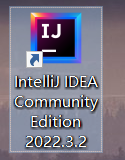 IJ
IntelliJ IDEA
Community
Edition
2022.3.2